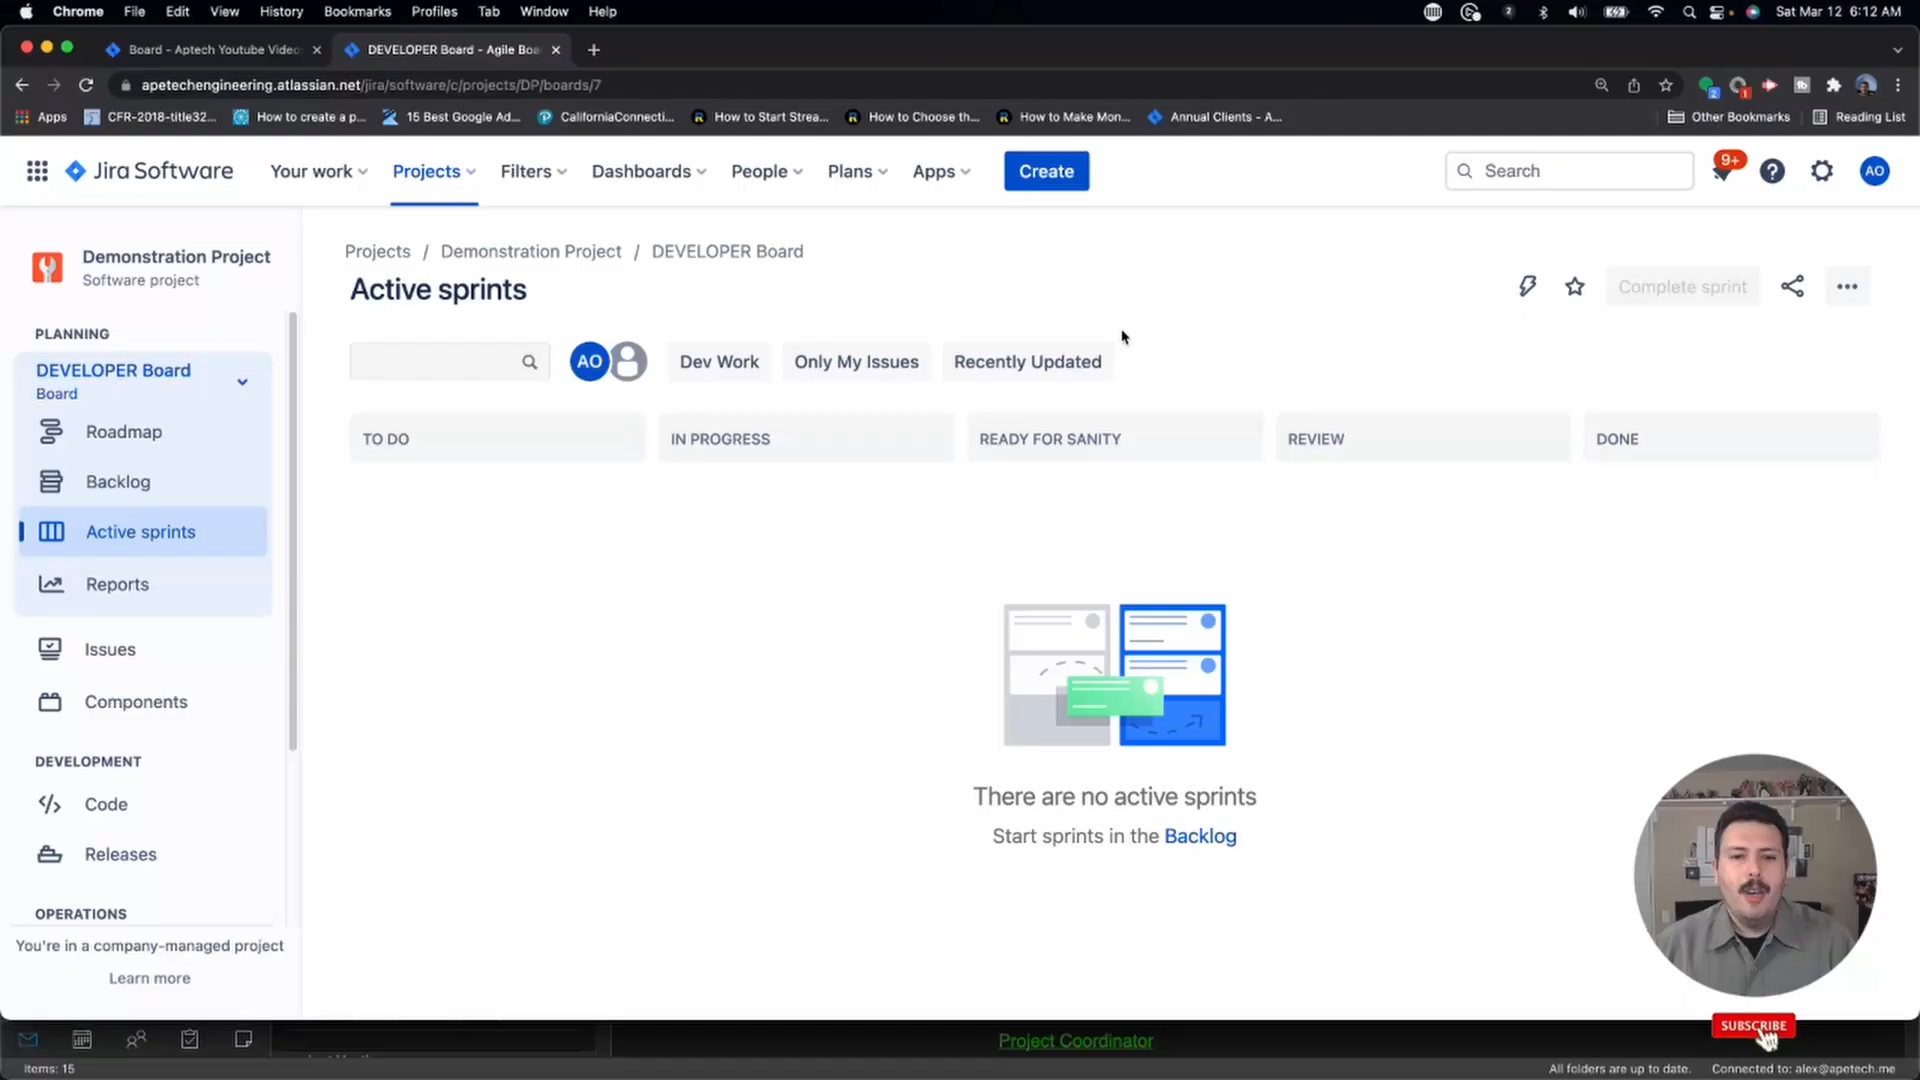 Chrome File Edit View History Bookmarks Profiles Tab Window Help
2
Sat Mar 12 6:12 AM
Board - Aptech Youtube Video
DEVELOPER Board - Agile Boa
apetechengineering.atlassian.net/jira/software/c/projects/DP/boards/7
2 1
Apps CFR-2018-title32... How to create a p... 15 Best Google Ad... CaliforniaConnecti... How to Start Strea... How to Choose th... How to Make Mon... Annual Clients - A... Other Bookmarks Reading List
Jira Software Your work Projects Filters Dashboards People Plans Apps Create Search 9+ AO
Demonstration Project
Software project
PLANNING
DEVELOPER Board
Board
Roadmap
Backlog
Active sprints
Reports
Issues
Components
DEVELOPMENT
Code
Releases
OPERATIONS
You're in a company-managed project
Learn more
Projects / Demonstration Project / DEVELOPER Board
Active sprints
Complete sprint
AO Dev Work Only My Issues Recently Updated
TO DO IN PROGRESS READY FOR SANITY REVIEW DONE
There are no active sprints
Start sprints in the Backlog
SUBSCRIBE
Project Coordinator
Items: 15
All folders are up to date. Connected to: alex@apetech.me